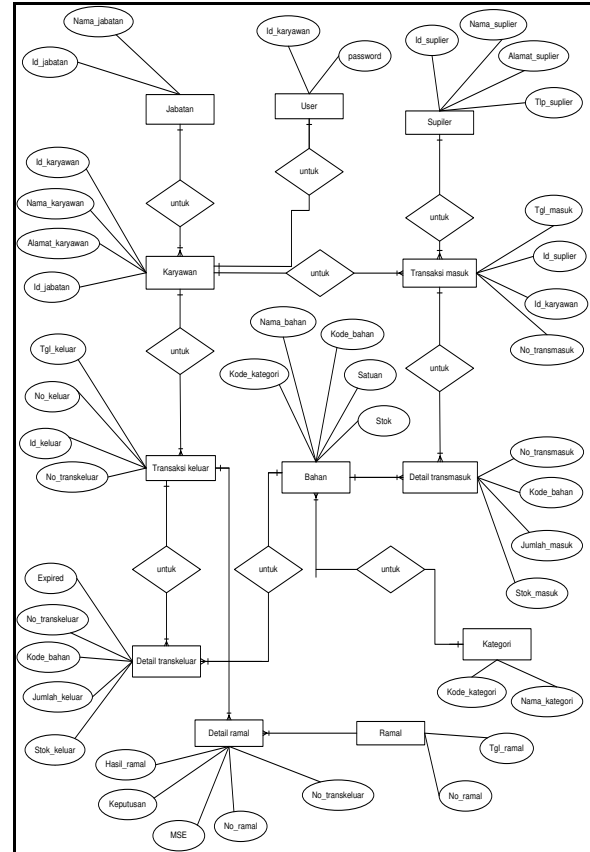 Nama_jabatan
Id_jabatan
Jabatan
Id_karyawan
password
User
Nama_suplier
Id_suplier
Alamat_suplier
Tlp_suplier
Supiler
untuk
untuk
untuk
Id_karyawan
Nama_karyawan
Alamat_karyawan
Id_jabatan
Karyawan
untuk
Transaksi masuk
Tgl_masuk
Id_suplier
Id_karyawan
No_transmasuk
untuk
untuk
Nama_bahan
Kode_bahan
Kode_kategori
Satuan
Stok
Tgl_keluar
No_keluar
Id_keluar
No_transkeluar
Transaksi keluar
Bahan
Detail transmasuk
No_transmasuk
Kode_bahan
Jumlah_masuk
Stok_masuk
untuk
untuk
untuk
Expired
No_transkeluar
Kode_bahan
Jumlah_keluar
Stok_keluar
Detail transkeluar
Kategori
Kode_kategori
Nama_kategori
Detail ramal
Ramal
Hasil_ramal
Keputusan
MSE
No_ramal
No_transkeluar
Tgl_ramal
No_ramal